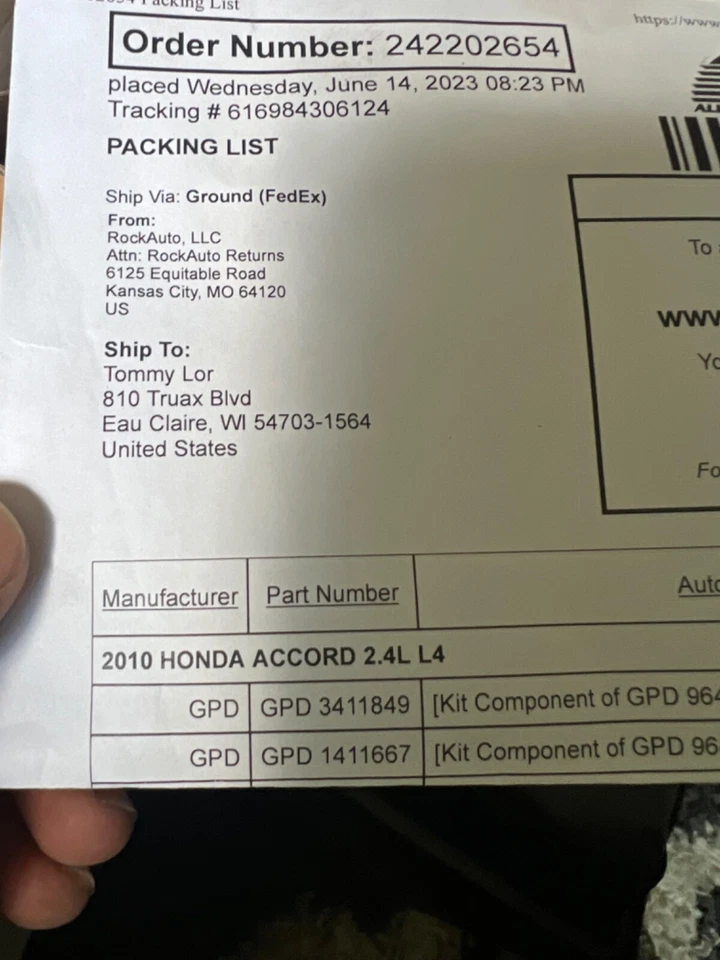 Packing List
https://www
Order Number: 242202654
placed Wednesday, June 14, 2023 08:23 PM
Tracking # 616984306124
PACKING LIST
Ship Via: Ground (FedEx)
From:
RockAuto, LLC
Attn: RockAuto Returns
6125 Equitable Road
Kansas City, MO 64120
US
Ship To:
Tommy Lor
810 Truax Blvd
Eau Claire, WI 54703-1564
United States
To
www
Yo
Fo
Manufacturer Part Number Auto
2010 HONDA ACCORD 2.4L L4
GPD GPD 3411849 [Kit Component of GPD 964
GPD GPD 1411667 [Kit Component of GPD 96